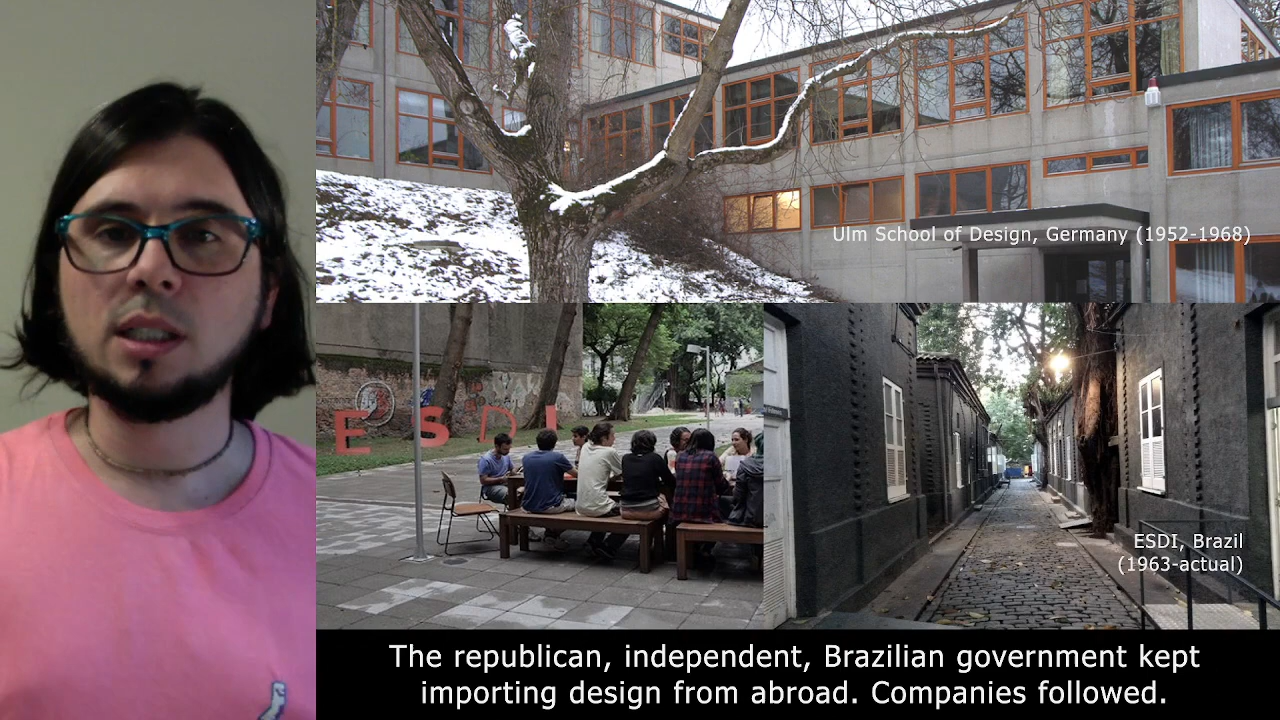 Ulm School of Design, Germany (1952-1968)
ESDI
ESDI, Brazil
(1963-actual)
The republican, independent, Brazilian government kept
importing design from abroad. Companies followed.